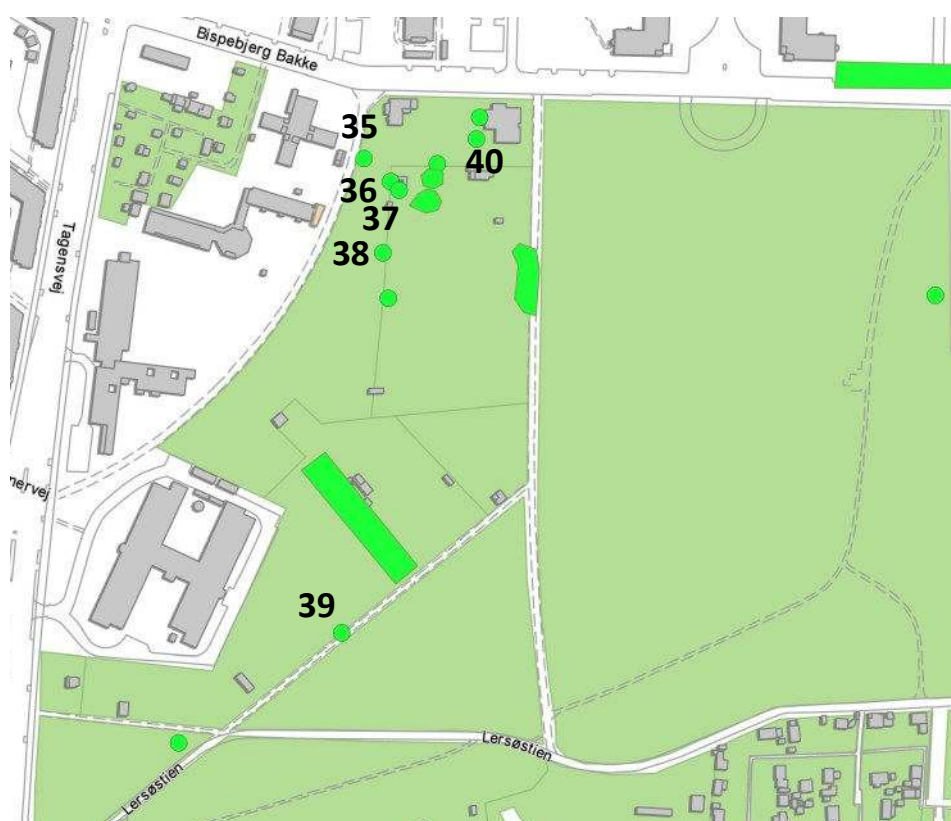 Bispebjerg Bakke
35
40
36
37
38
Tagensvej
nervej
39
Lersøstien
Lersøstien